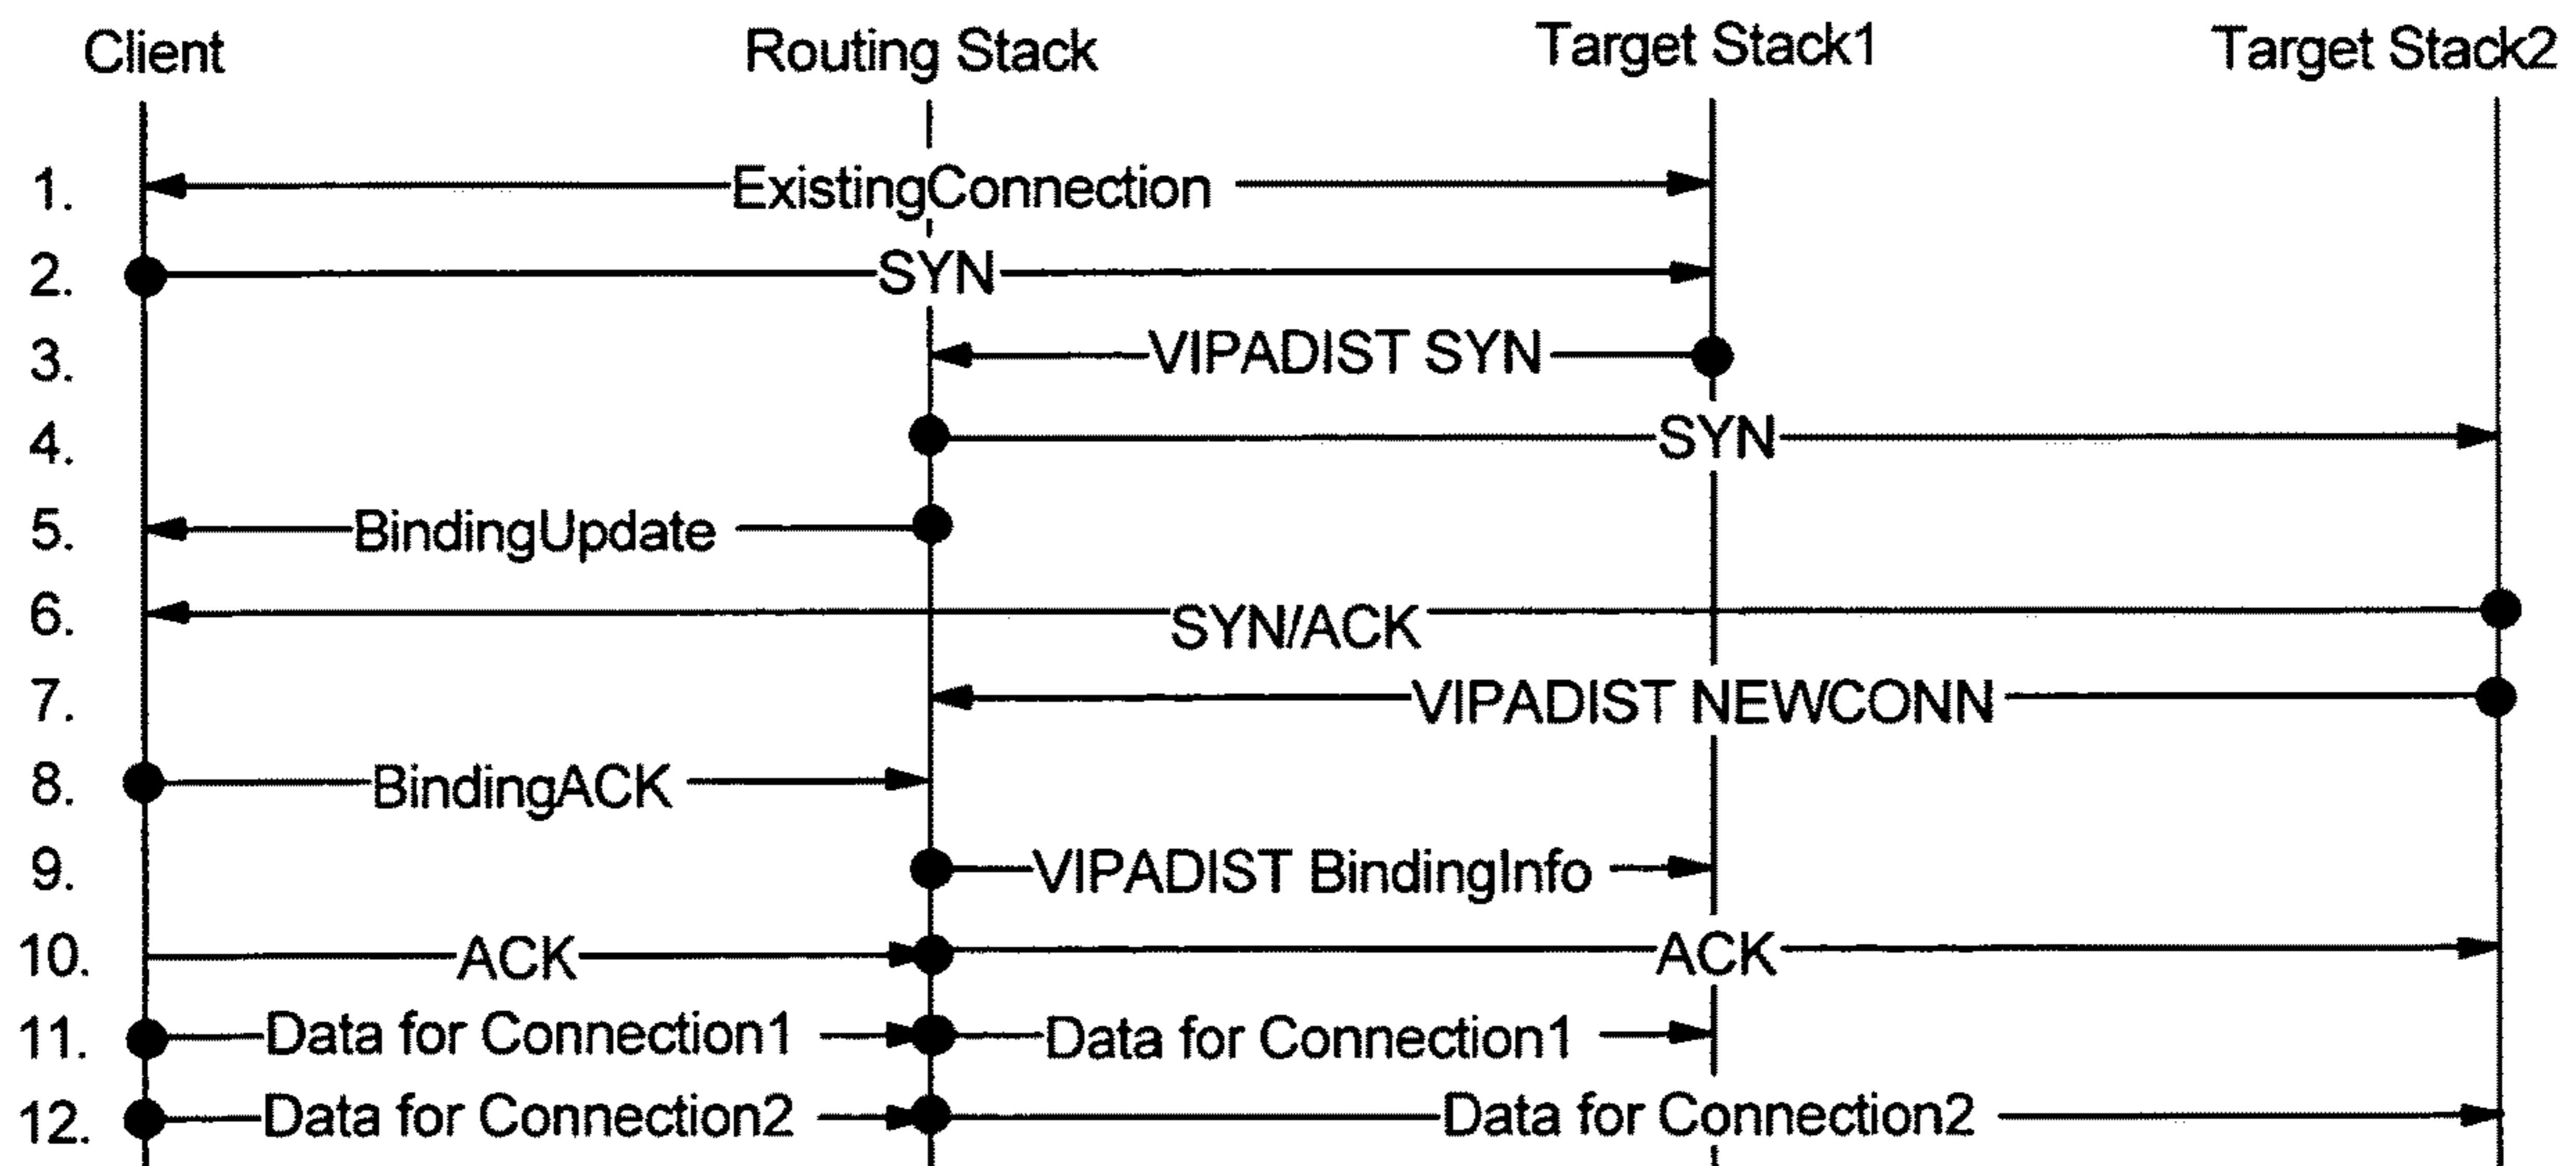 Client Routing Stack Target Stack1 Target Stack2
1. ExistingConnection
2. SYN
3. VIPADIST SYN
4. SYN
5. BindingUpdate
6. SYN/ACK
7. VIPADIST NEWCONN
8. BindingACK
9. VIPADIST BindingInfo
10. ACK ACK
11. Data for Connection1 Data for Connection1
12. Data for Connection2 Data for Connection2